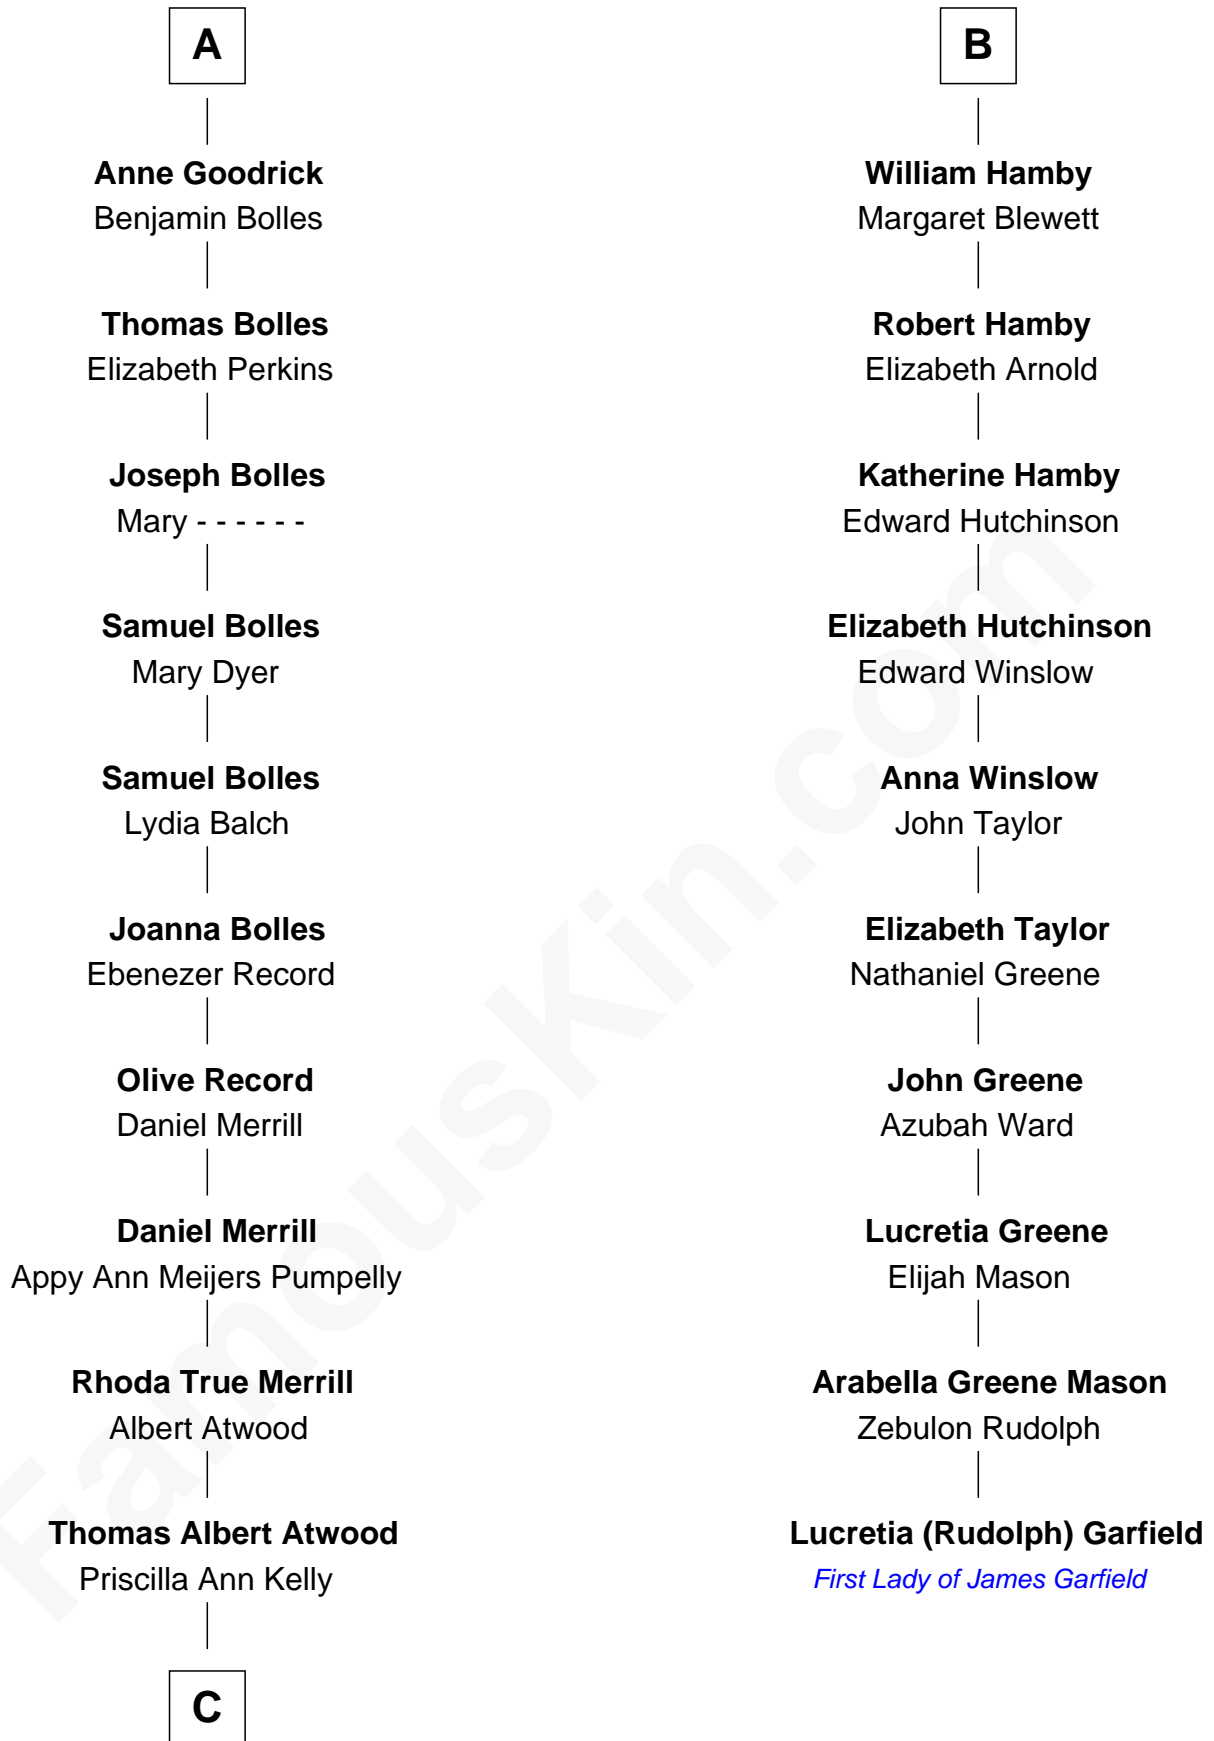 A
Anne Goodrick
Benjamin Bolles
Thomas Bolles
Elizabeth Perkins
Joseph Bolles
Mary - - - - - -
Samuel Bolles
Mary Dyer
Samuel Bolles
Lydia Balch
Joanna Bolles
Ebenezer Record
Olive Record
Daniel Merrill
Daniel Merrill
Appy Ann Meijers Pumpelly
Rhoda True Merrill
Albert Atwood
Thomas Albert Atwood
Priscilla Ann Kelly
C
B
William Hamby
Margaret Blewett
Robert Hamby
Elizabeth Arnold
Katherine Hamby
Edward Hutchinson
Elizabeth Hutchinson
Edward Winslow
Anna Winslow
John Taylor
Elizabeth Taylor
Nathaniel Greene
John Greene
Azubah Ward
Lucretia Greene
Elijah Mason
Arabella Greene Mason
Zebulon Rudolph
Lucretia (Rudolph) Garfield
First Lady of James Garfield
FamousKin.com